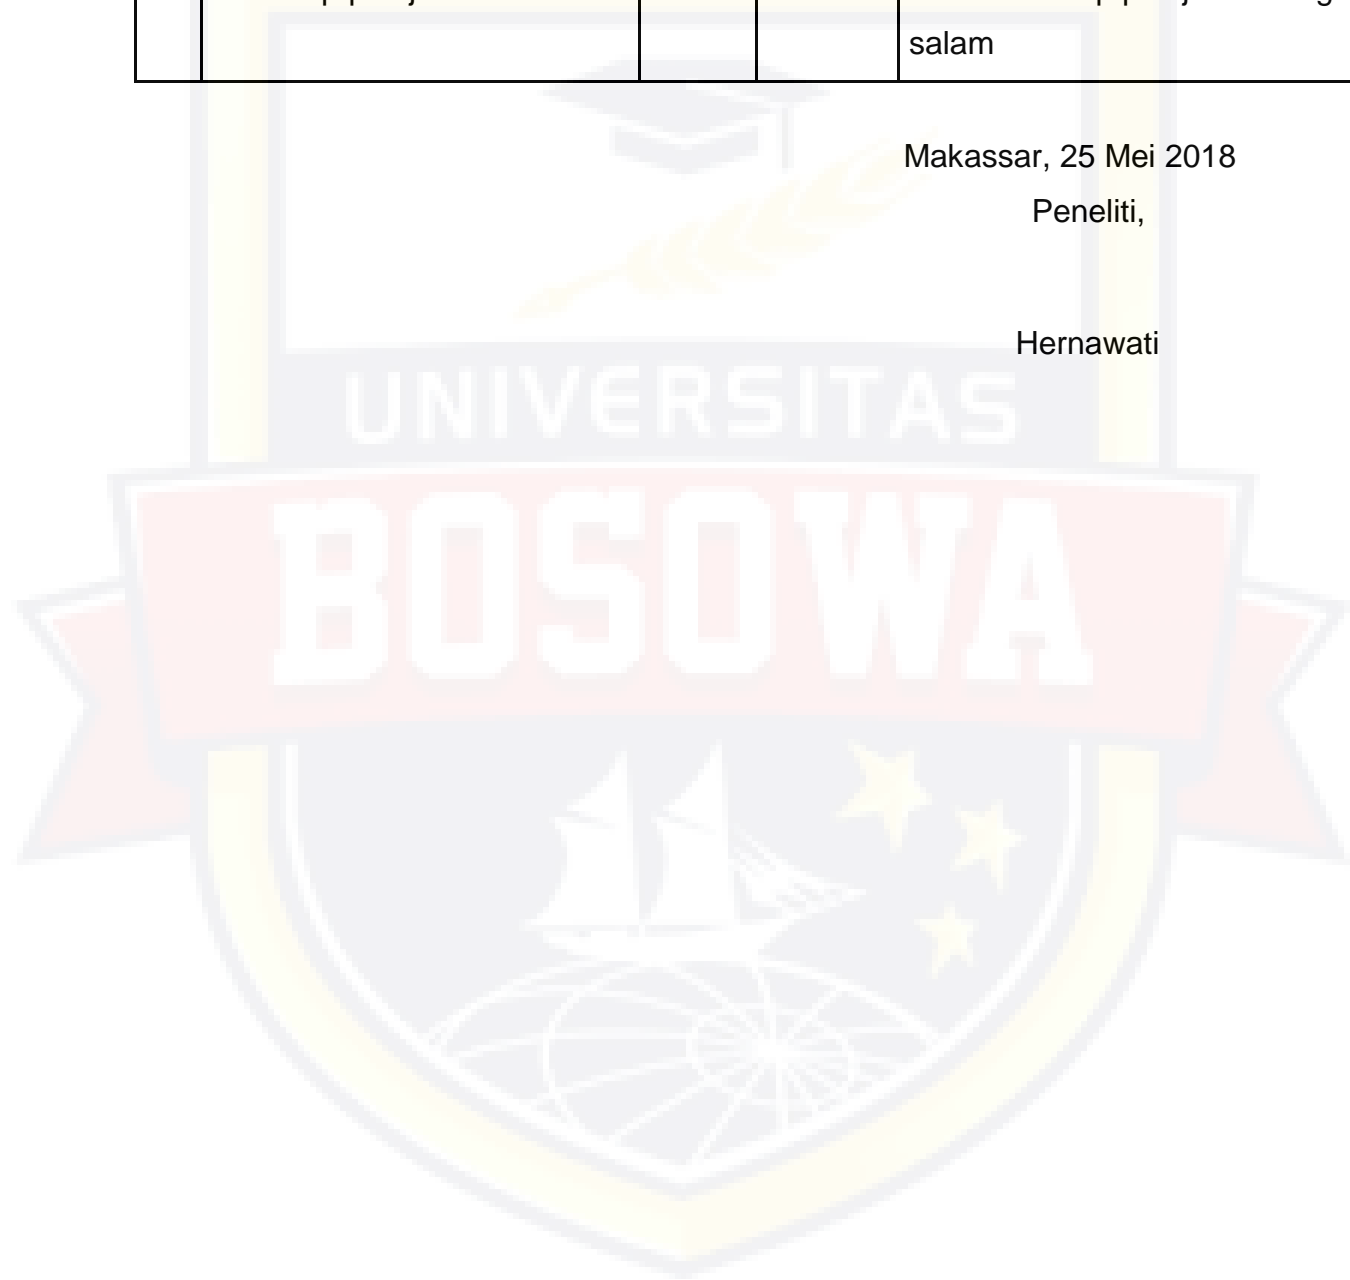 salam
Makassar, 25 Mei 2018
Peneliti,
Hernawati
UNIVERSITAS
BOSOWA